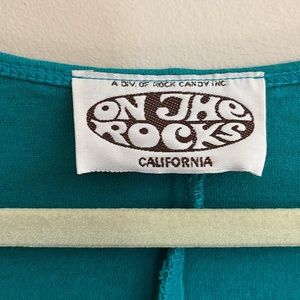 A DIV. OF ROCK CANDY INC.
ON THE
ROCKS
CALIFORNIA